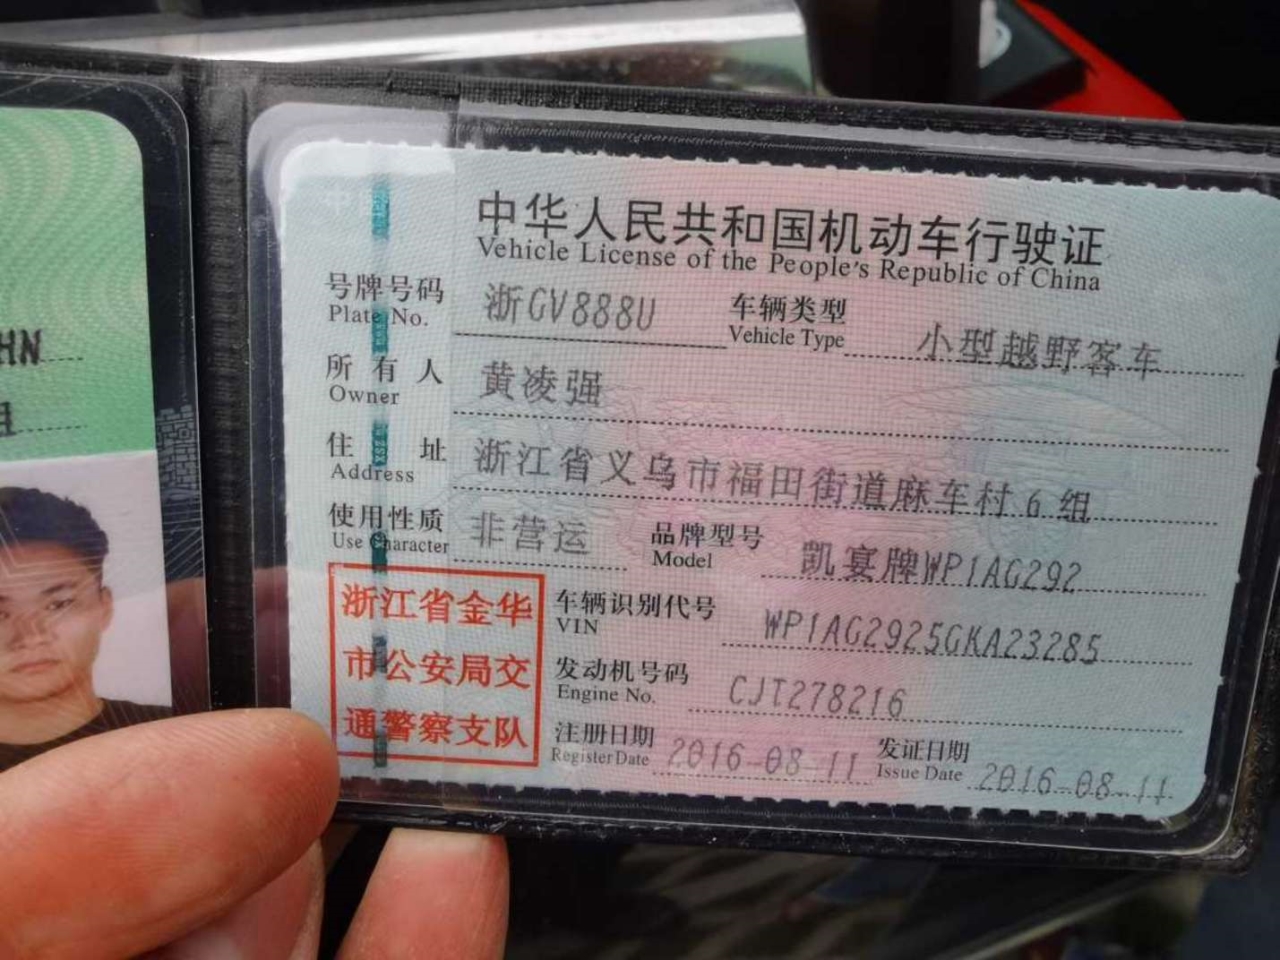 HN
组
中华人民共和国机动车行驶证
Vehicle License of the People's Republic of China
号牌号码 浙GV888U 车辆类型 小型越野客车
Plate No. Vehicle Type
所有人 黄凌强
Owner
住址 浙江省义乌市福田街道麻车村6组
Address
使用性质 非营运 品牌型号 凯宴牌WP1AG292
Use Character Model
浙江省金华
市公安局交
通警察支队
车辆识别代号 WP1AG2925GKA23285
VIN
发动机号码 CJT278216
Engine No.
注册日期 2016-08-11 发证日期 2016-08-11
Register Date Issue Date